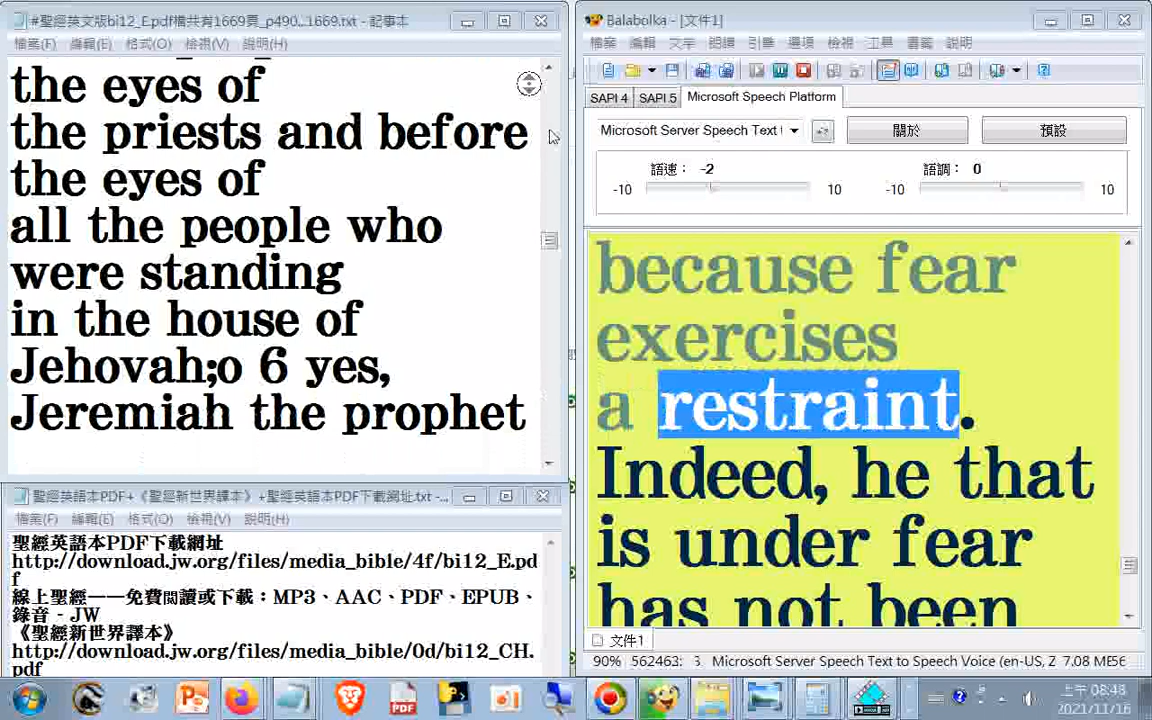 #聖經英文版bi12_E.pdf檔共有1669頁_p490...1669.txt - 記事本
檔案(F) 編輯(E) 格式(O) 檢視(V) 說明(H)
the eyes of
the priests and before
the eyes of
all the people who
were standing
in the house of
Jehovah;o 6 yes,
Jeremiah the prophet
聖經英語本PDF+《聖經新世界譯本》+聖經英語本PDF下載網址.txt - ...
檔案(F) 編輯(E) 格式(O) 檢視(V) 說明(H)
聖經英語本PDF下載網址
http://download.jw.org/files/media_bible/4f/bi12_E.pd
f
線上聖經——免費閱讀或下載：MP3、AAC、PDF、EPUB、
錄音 - JW
《聖經新世界譯本》
http://download.jw.org/files/media_bible/0d/bi12_CH.
pdf
Balabolka - [文件1]
檔案 編輯 文字 朗讀 引擎 選項 檢視 工具 書籤 說明
SAPI 4 SAPI 5 Microsoft Speech Platform
Microsoft Server Speech Text 關於 預設
語速： -2 語調： 0
-10 10 -10 10
because fear
exercises
a restraint.
Indeed, he that
is under fear
has not been
文件1
90% 562463: 3 Microsoft Server Speech Text to Speech Voice (en-US, Z 7.08 ME56
PDF
上午 08:48
2021/11/16